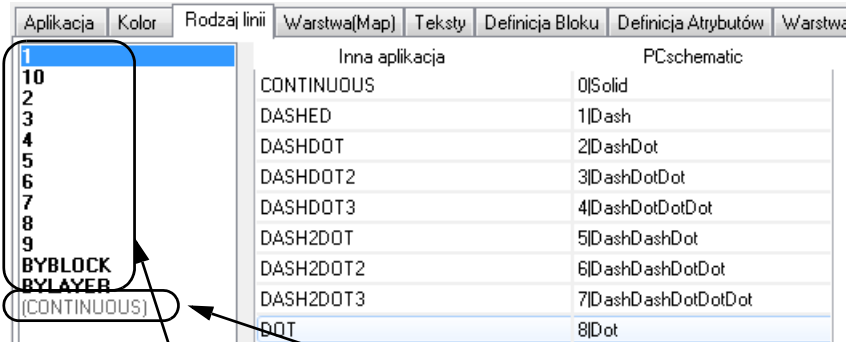 Aplikacja Kolor Rodzaj linii Warstwa(Map) Teksty Definicja Bloku Definicja Atrybutów Warstwa
Inna aplikacja PCschematic
1
10
2
3
4
5
6
7
8
9
BYBLOCK
BYLAYER
(CONTINUOUS)
CONTINUOUS 0|Solid
DASHED 1|Dash
DASHDOT 2|DashDot
DASHDOT2 3|DashDotDot
DASHDOT3 4|DashDotDotDot
DASH2DOT 5|DashDashDot
DASH2DOT2 6|DashDashDotDot
DASH2DOT3 7|DashDashDotDotDot
DOT 8|Dot